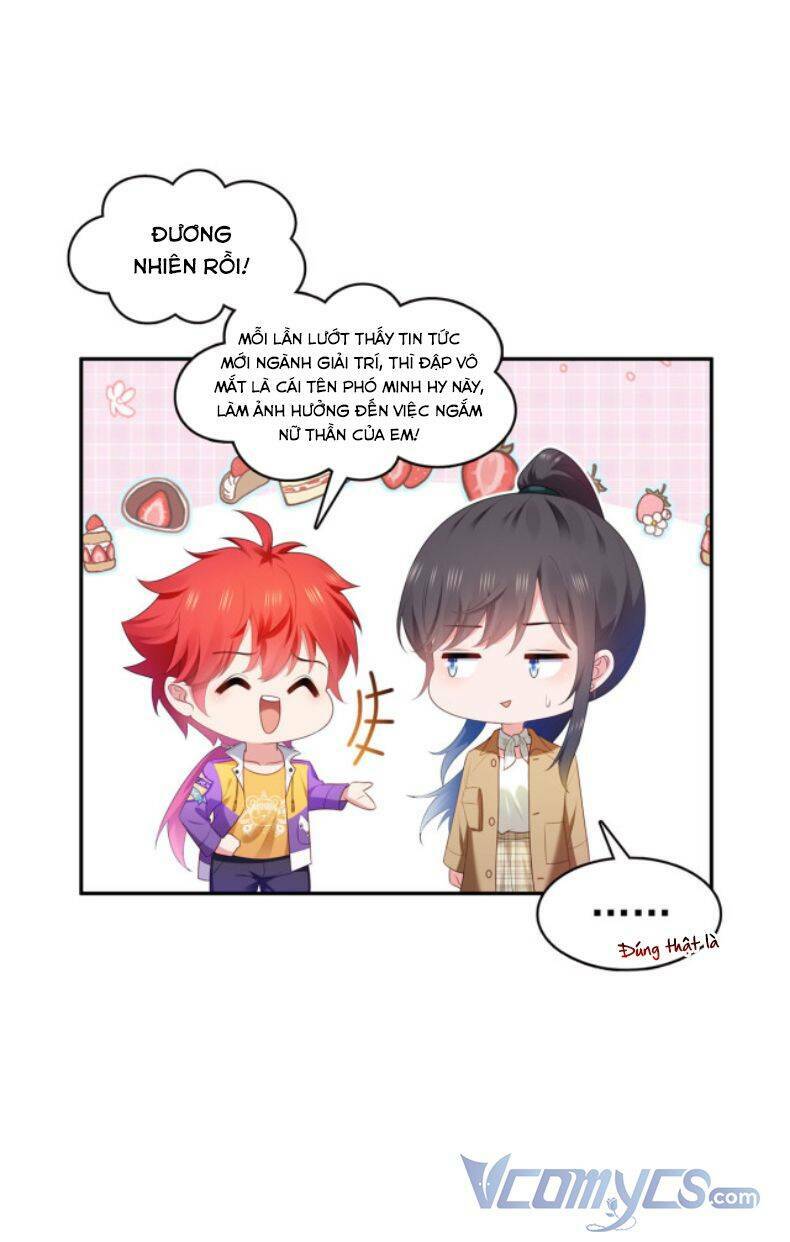 ĐƯƠNG
NHIÊN RỒI!
MỖI LẦN LƯỚT THẤY TIN TỨC
MỚI NGÀNH GIẢI TRÍ, THÌ ĐẬP VÔ
MẮT LÀ CÁI TÊN PHÓ MINH HY NÀY,
LÀM ẢNH HƯỞNG ĐẾN VIỆC NGẮM
NỮ THẦN CỦA EM!
.......
Đúng thật là
VCOMYCS.com